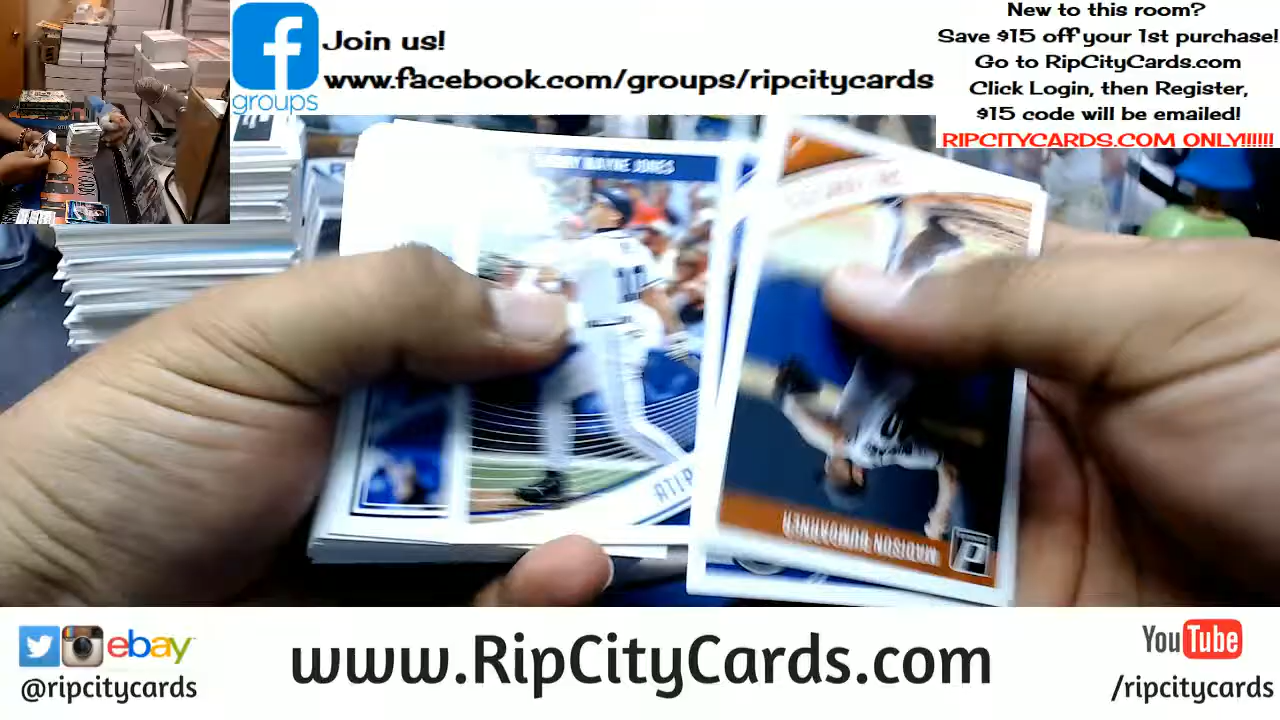 groups
Join us!
www.facebook.com/groups/ripcitycards
New to this room?
Save $15 off your 1st purchase!
Go to RipCityCards.com
Click Login, then Register,
$15 code will be emailed!
RIPCITYCARDS.COM ONLY!!!!!!
WAYNE JONES
MADISON BUMGARNER
ebay
@ripcitycards
www.RipCityCards.com
YouTube
/ripcitycards